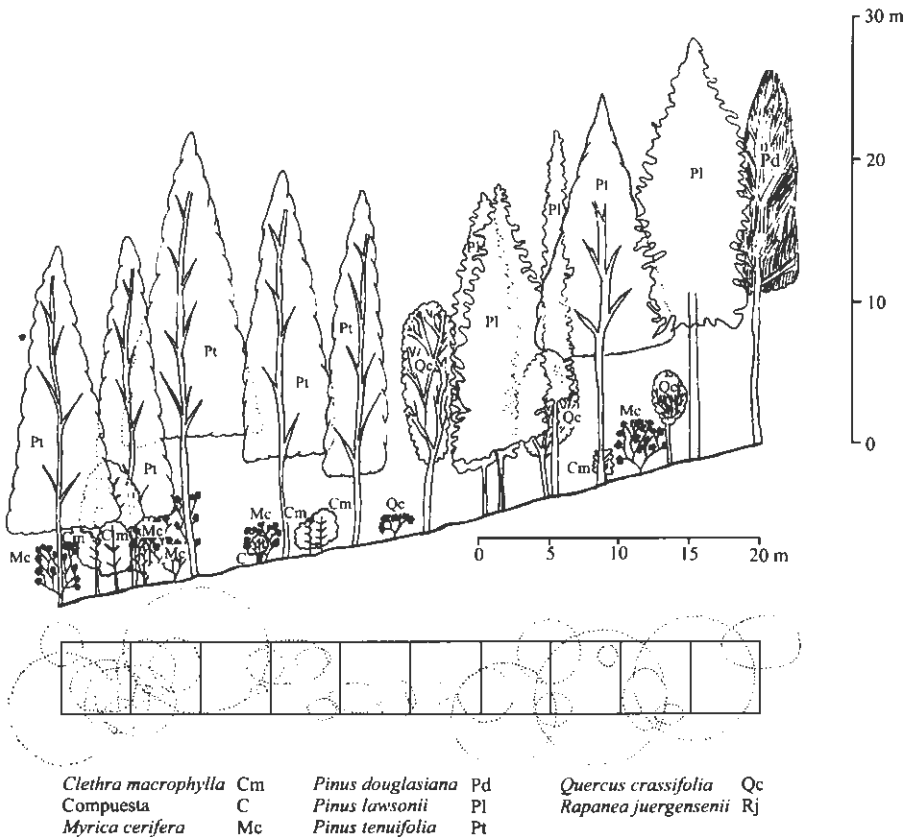 30 m
20
10
0
Pl
Pd
Pl
Pl
Pl
Pl
Pt
Pt
Pt
Pt
Pt
Qc
Qc
Qc
Mc
Cm
Mc
Cm
Cm
Mc
Mc
Mc
Cm
Cm
Qc
0 5 10 15 20 m
Clethra macrophylla Cm Pinus douglasiana Pd Quercus crassifolia Qc
Compuesta C Pinus lawsonii Pl Rapanea juergensenii Rj
Myrica cerifera Mc Pinus tenuifolia Pt